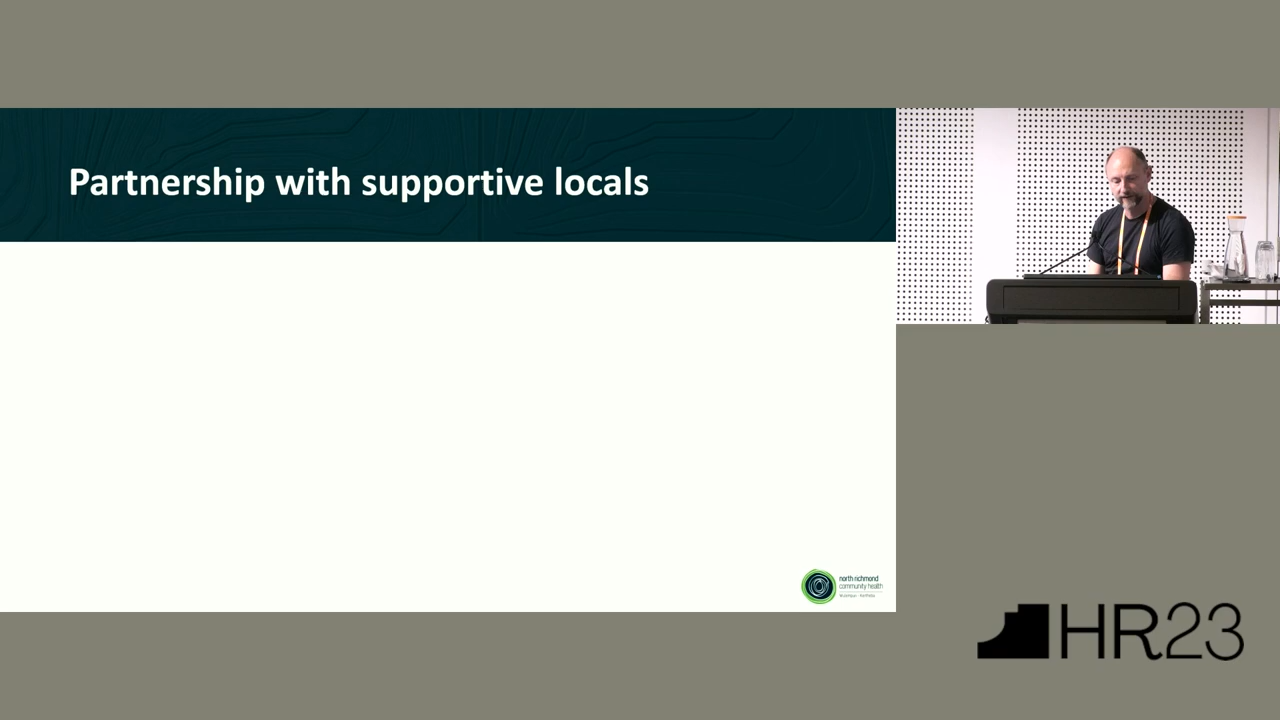 Partnership with supportive locals
north richmond
community health
HR23